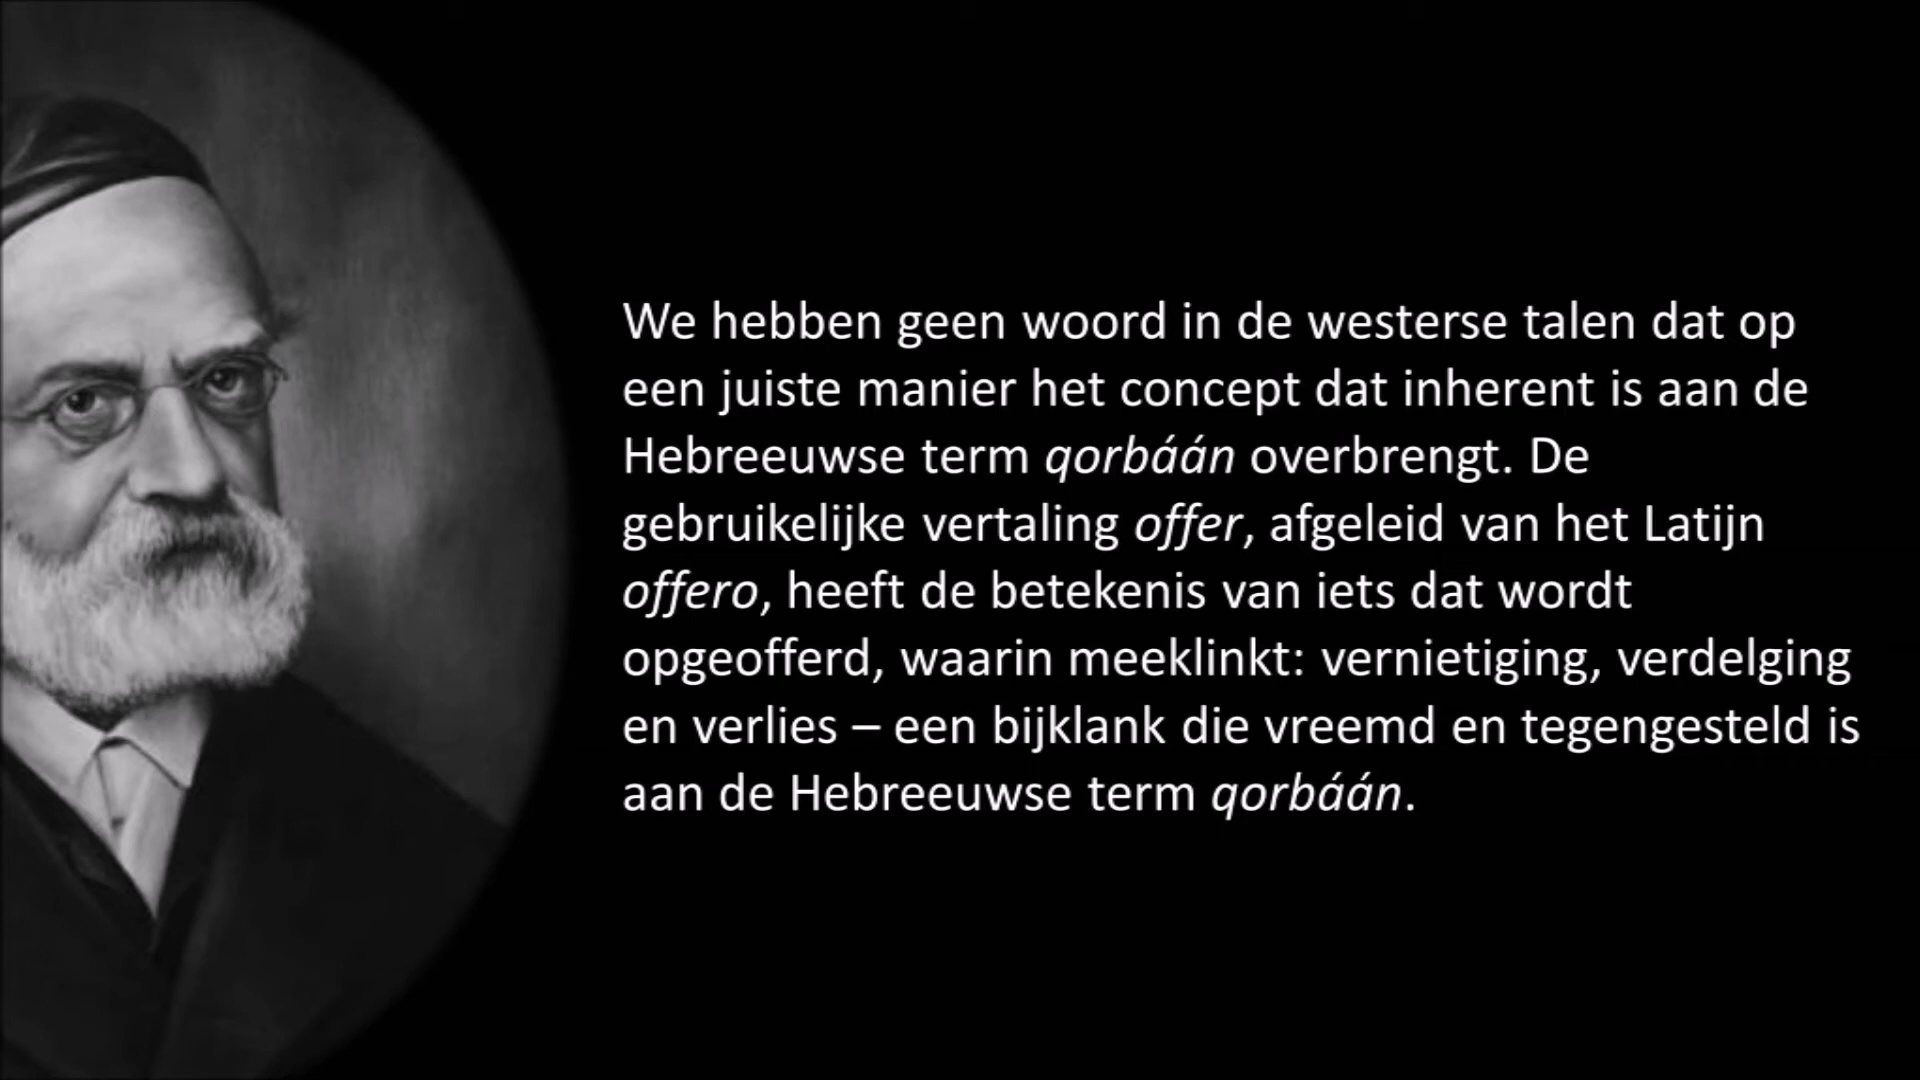 We hebben geen woord in de westerse talen dat op
een juiste manier het concept dat inherent is aan de
Hebreeuwse term qorbáán overbrengt. De
gebruikelijke vertaling offer, afgeleid van het Latijn
offero, heeft de betekenis van iets dat wordt
opgeofferd, waarin meeklinkt: vernietiging, verdelging
en verlies – een bijklank die vreemd en tegengesteld is
aan de Hebreeuwse term qorbáán.